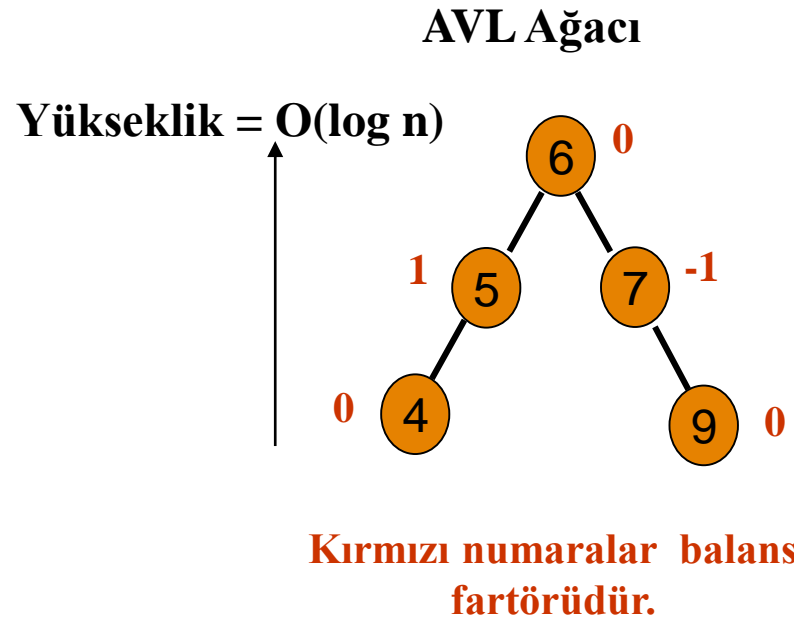 AVL Ağacı
Yükseklik = O(log n)
6 0
1 5 7 -1
0 4 9 0
Kırmızı numaralar balans
fartörüdür.